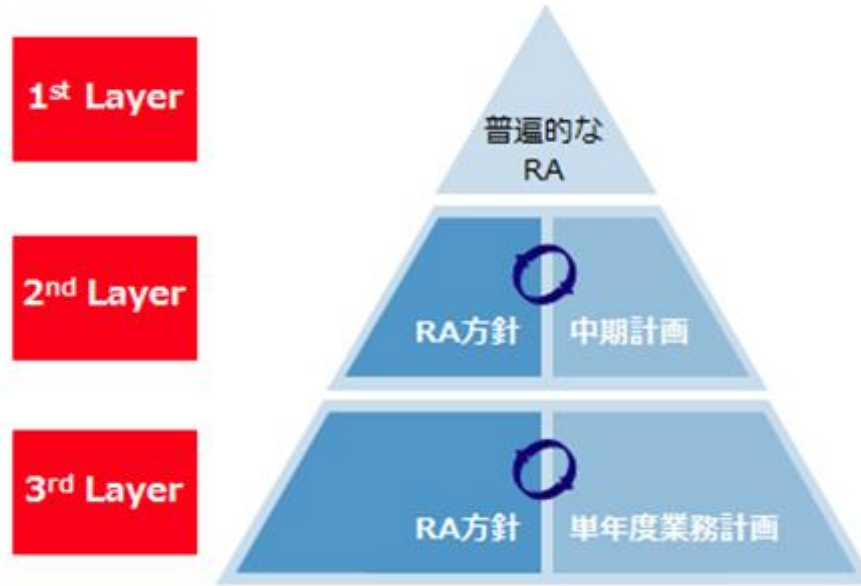 1st Layer
普遍的な
RA
2nd Layer
RA方針
中期計画
3rd Layer
RA方針
単年度業務計画